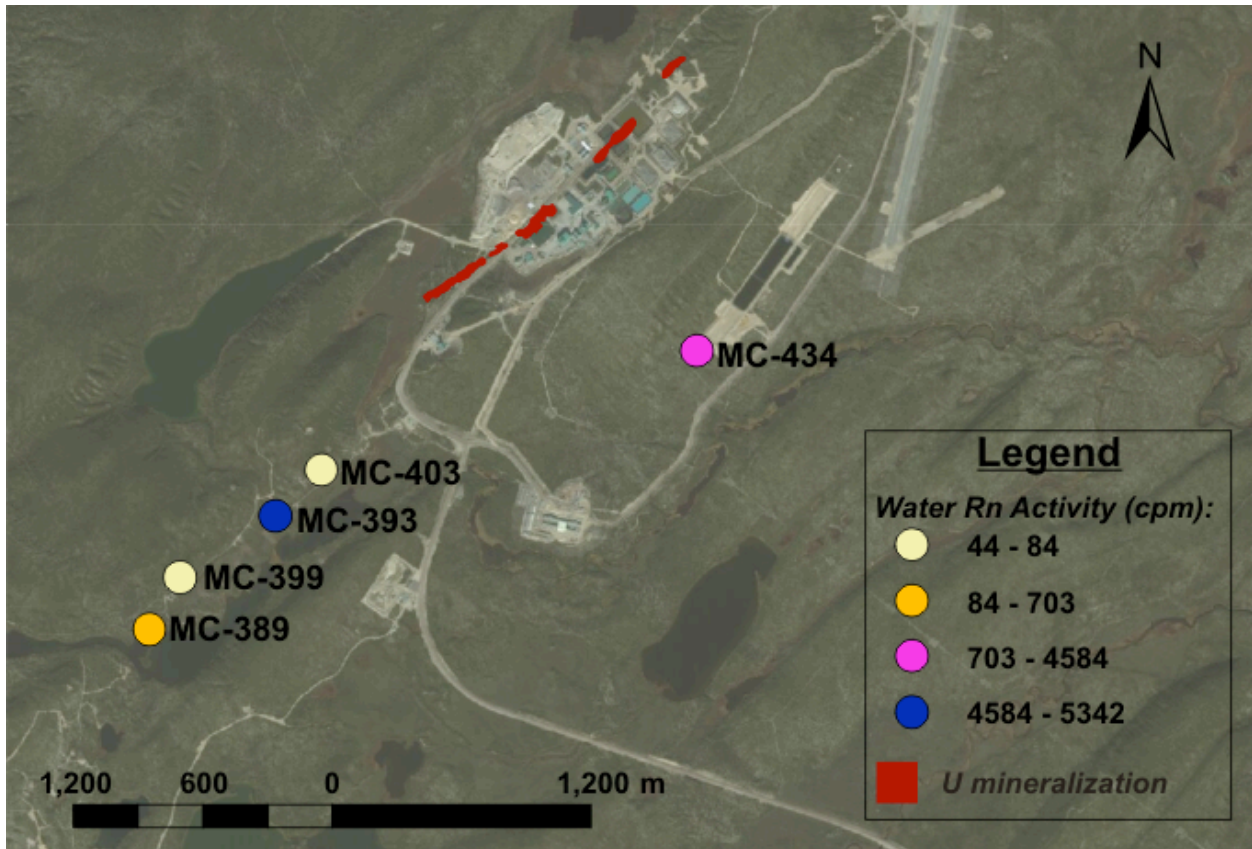 N
MC-434
MC-403
MC-393
MC-399
MC-389
Legend
Water Rn Activity (cpm):
44 - 84
84 - 703
703 - 4584
4584 - 5342
U mineralization
1,200 600 0 1,200 m